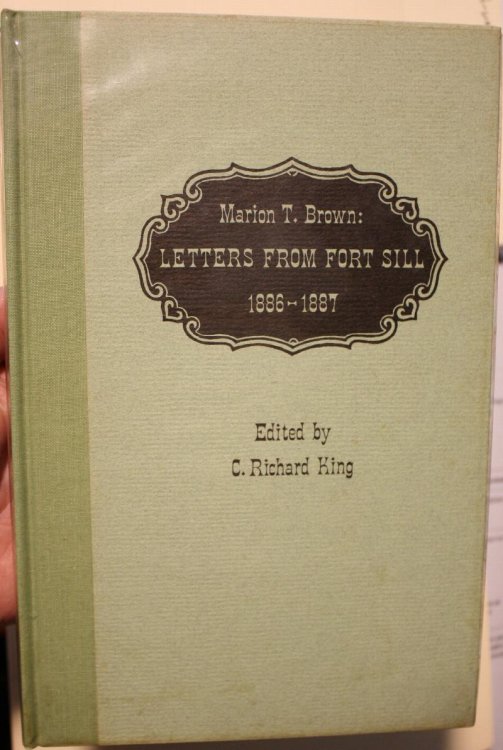 Marion T. Brown:
LETTERS FROM FORT SILL
1886-1887
Edited by
C. Richard King